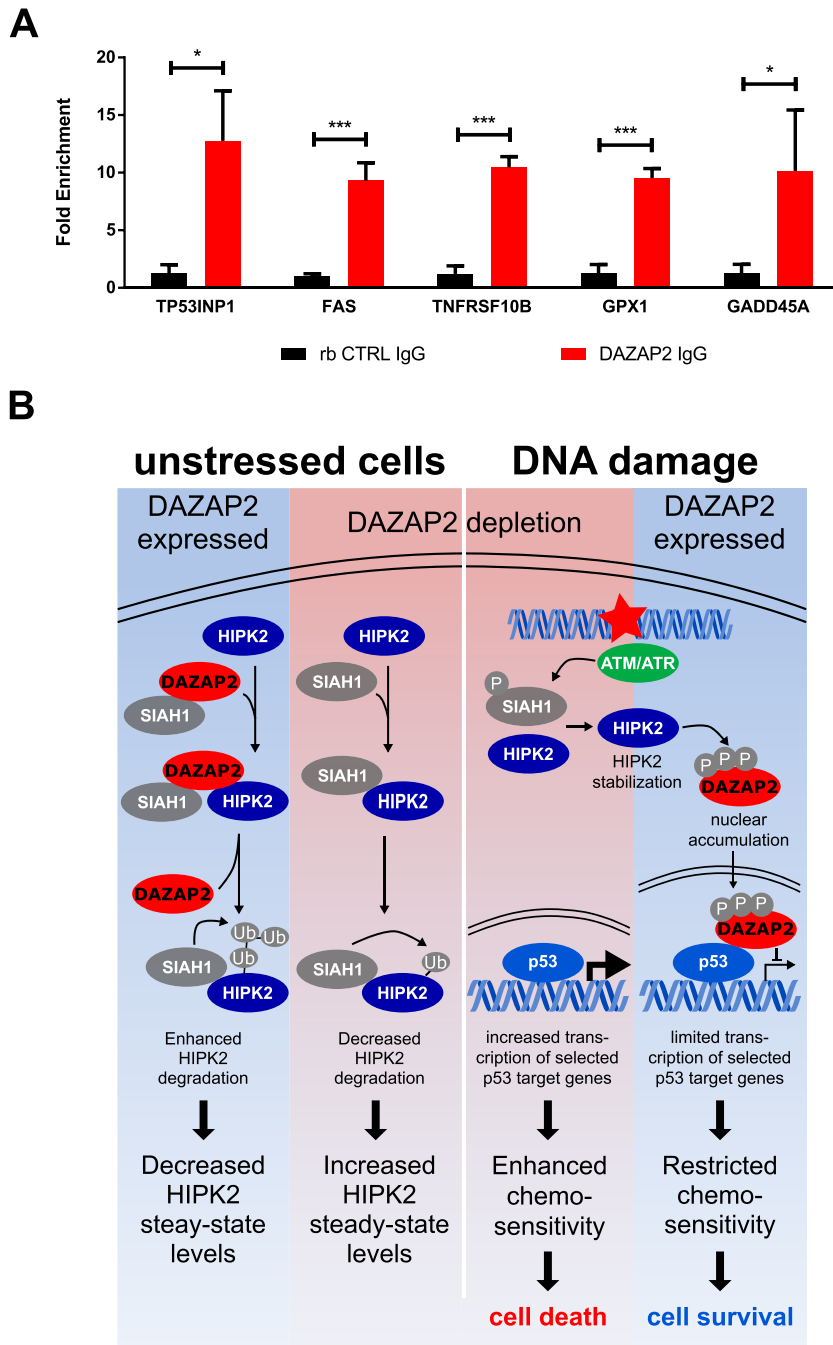 A
20
15
10
5
0
Fold Enrichment
*
***
***
***
*
TP53INP1
FAS
TNFRSF10B
GPX1
GADD45A
rb CTRL IgG
DAZAP2 IgG
B
unstressed cells
DNA damage
DAZAP2
expressed
DAZAP2 depletion
DAZAP2
expressed
HIPK2
DAZAP2
SIAH1
DAZAP2
SIAH1
HIPK2
DAZAP2
Ub
Ub
Ub
SIAH1
HIPK2
Enhanced
HIPK2
degradation
Decreased
HIPK2
steay-state
levels
HIPK2
SIAH1
SIAH1
HIPK2
Ub
SIAH1
HIPK2
Decreased
HIPK2
degradation
Increased
HIPK2
steady-state
levels
ATM/ATR
P
SIAH1
HIPK2
HIPK2
HIPK2
stabilization
p53
increased trans-
cription of selected
p53 target genes
Enhanced
chemo-
sensitivity
cell death
P P P
DAZAP2
nuclear
accumulation
P P P
DAZAP2
p53
limited trans-
cription of selected
p53 target genes
Restricted
chemo-
sensitivity
cell survival